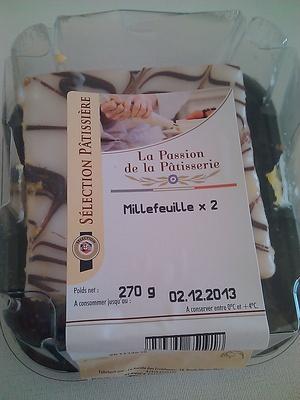 SÉLECTION PÂTISSIÈRE
La Passion
de la Pâtisserie
Millefeuille x 2
Poids net : 270 g
A consommer jusqu'au : 02.12.2013
A conserver entre 0°C et +4°C.